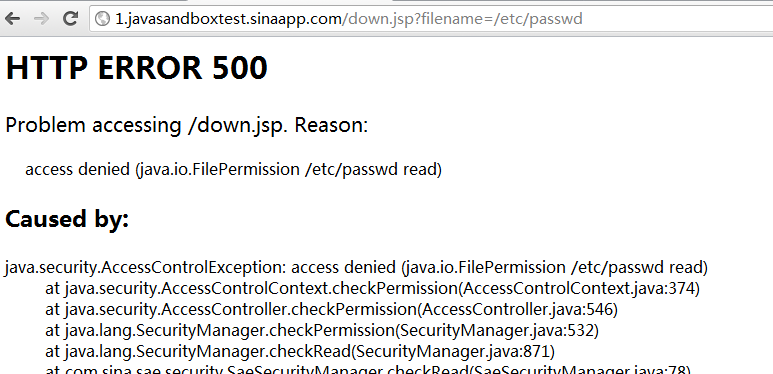 1.javasandboxtest.sinaapp.com/down.jsp?filename=/etc/passwd
HTTP ERROR 500
Problem accessing /down.jsp. Reason:
access denied (java.io.FilePermission /etc/passwd read)
Caused by:
java.security.AccessControlException: access denied (java.io.FilePermission /etc/passwd read)
at java.security.AccessControlContext.checkPermission(AccessControlContext.java:374)
at java.security.AccessController.checkPermission(AccessController.java:546)
at java.lang.SecurityManager.checkPermission(SecurityManager.java:532)
at java.lang.SecurityManager.checkRead(SecurityManager.java:871)
at com.sina.sae.security.SaeSecurityManager.checkRead(SaeSecurityManager.java:78)